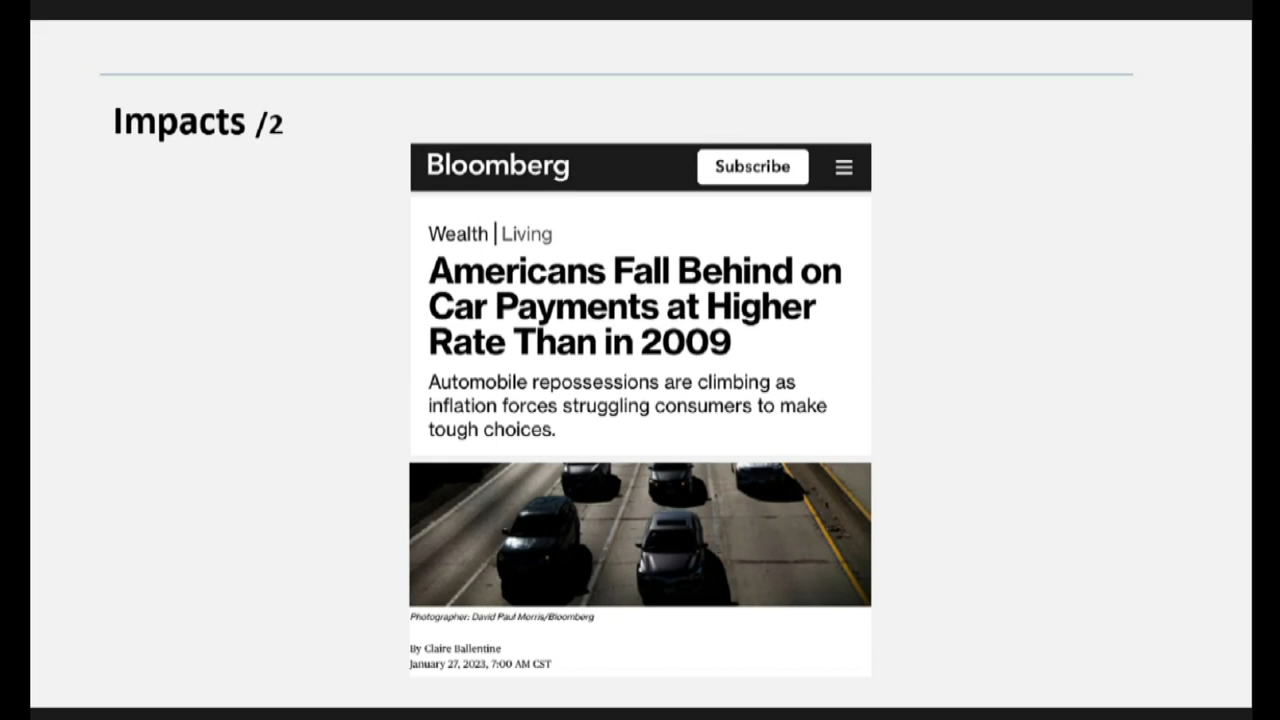 Impacts /2
Bloomberg
Subscribe
Wealth | Living
Americans Fall Behind on
Car Payments at Higher
Rate Than in 2009
Automobile repossessions are climbing as
inflation forces struggling consumers to make
tough choices.
Photographer: David Paul Morris/Bloomberg
By Claire Ballentine
January 27, 2023, 7:00 AM CST